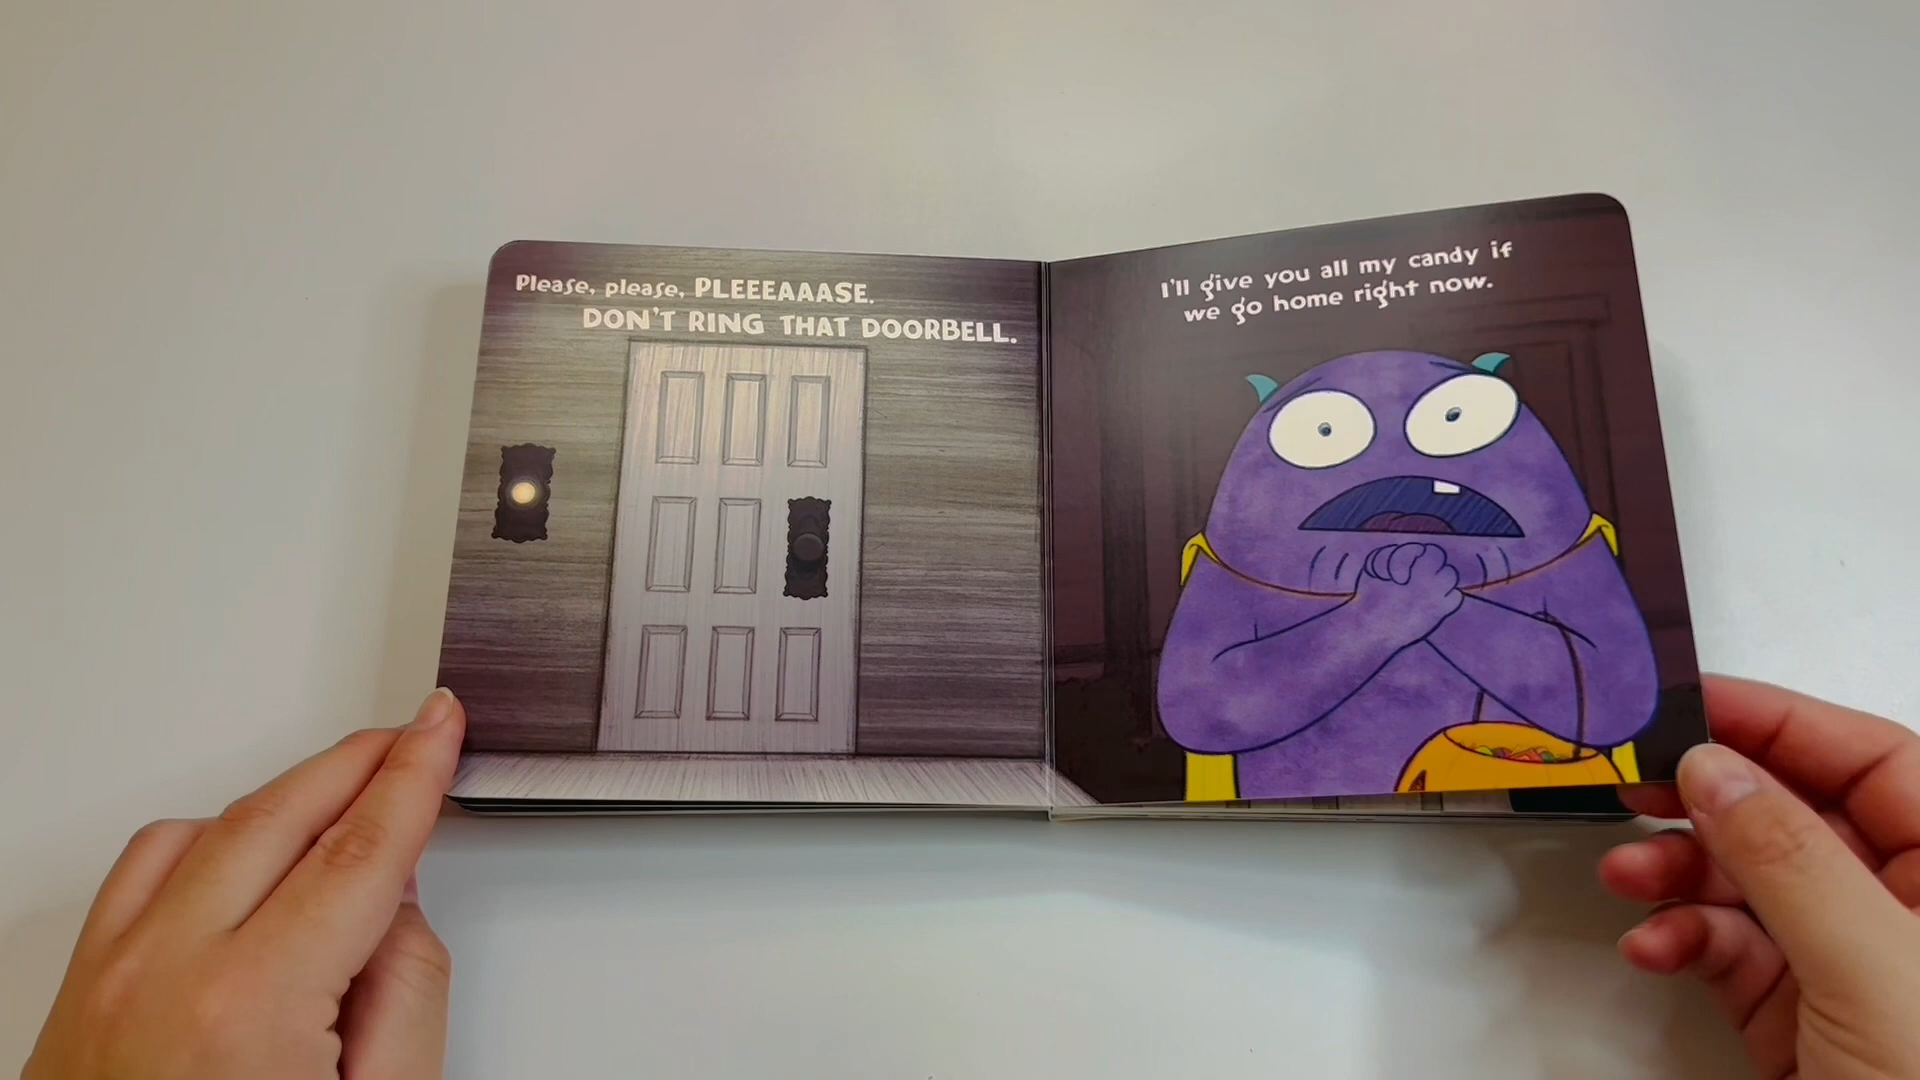 Please, please, PLEEEAAASE.
DON'T RING THAT DOORBELL.
I'll give you all my candy if
we go home right now.